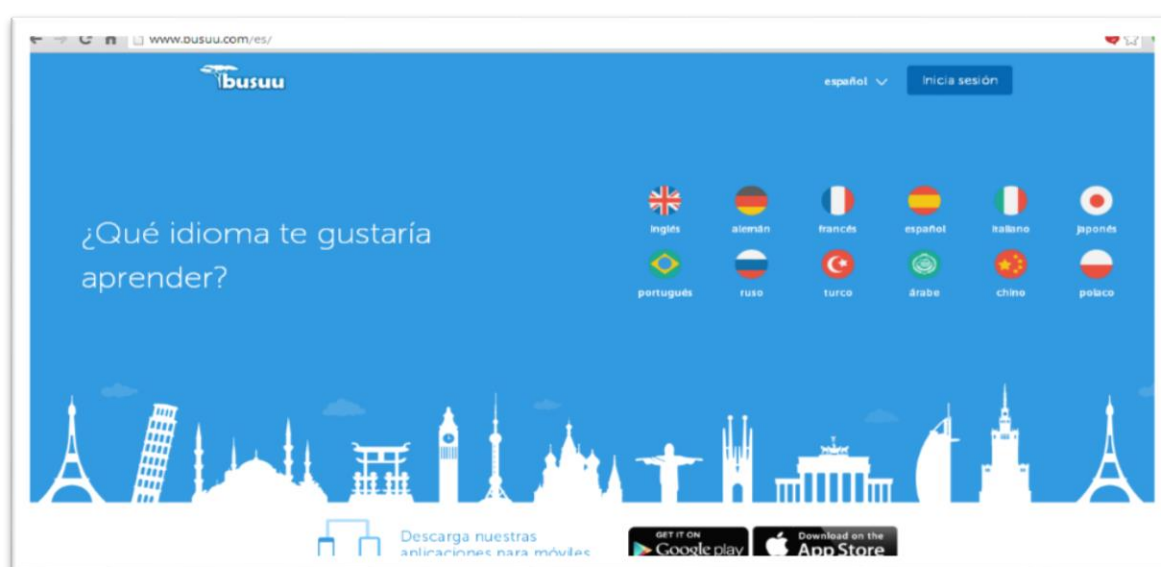 www.busuu.com/es/
busuu
español
Inicia sesión
¿Qué idioma te gustaría
aprender?
Inglés alemán francés español italiano japonés
portugués ruso turco árabe chino polaco
Descarga nuestras
aplicaciones para móviles
GET IT ON
Google play
Download on the
App Store